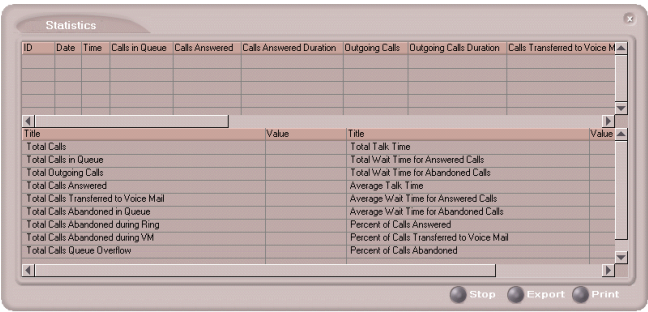 Statistics
ID Date Time Calls in Queue Calls Answered Calls Answered Duration Outgoing Calls Outgoing Calls Duration Calls Transferred to Voice M
Title Value Title Value
Total Calls Total Talk Time
Total Calls in Queue Total Wait Time for Answered Calls
Total Outgoing Calls Total Wait Time for Abandoned Calls
Total Calls Answered Average Talk Time
Total Calls Transferred to Voice Mail Average Wait Time for Answered Calls
Total Calls Abandoned in Queue Average Wait Time for Abandoned Calls
Total Calls Abandoned during Ring Percent of Calls Answered
Total Calls Abandoned during VM Percent of Calls Transferred to Voice Mail
Total Calls Queue Overflow Percent of Calls Abandoned
Stop Export Print